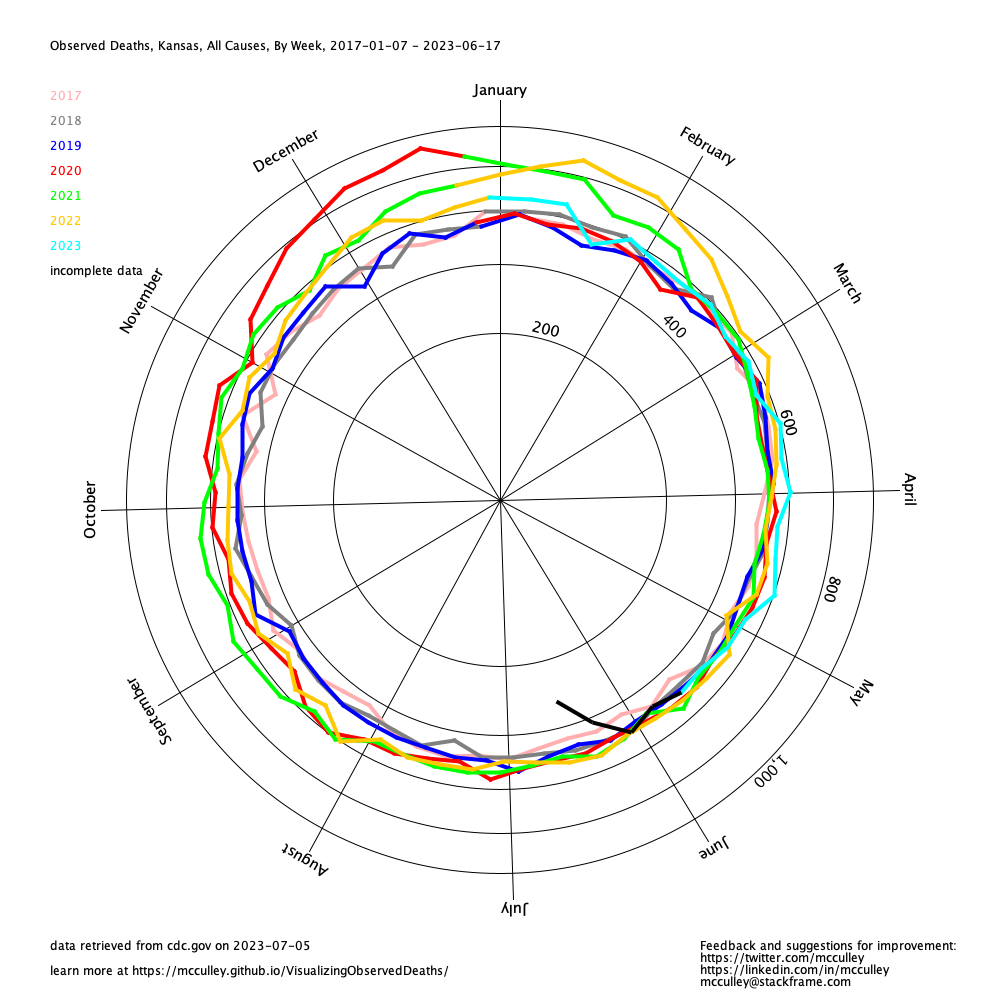 Observed Deaths, Kansas, All Causes, By Week, 2017-01-07 - 2023-06-17
January
2017
2018
2019
2020
2021
2022
2023
incomplete data
December
February
November
March
200
400
600
October
April
800
September
May
1,000
August
June
July
data retrieved from cdc.gov on 2023-07-05
learn more at https://mcculley.github.io/VisualizingObservedDeaths/
Feedback and suggestions for improvement:
https://twitter.com/mcculley
https://linkedin.com/in/mcculley
mcculley@stackframe.com